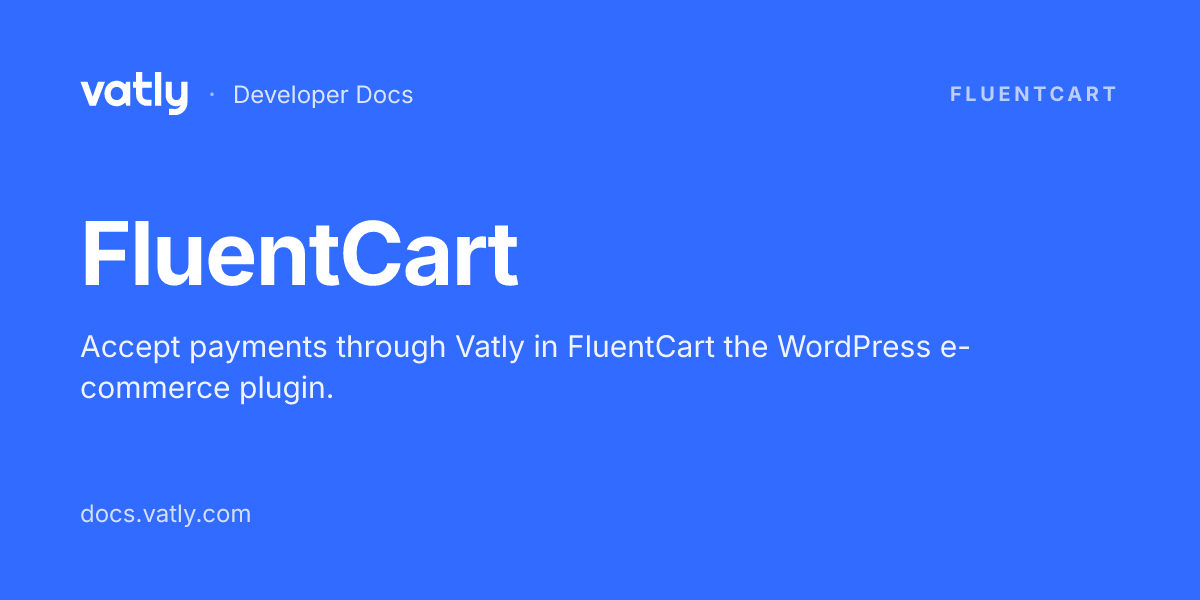 vatly · Developer Docs
FLUENTCART
FluentCart
Accept payments through Vatly in FluentCart the WordPress e-
commerce plugin.
docs.vatly.com